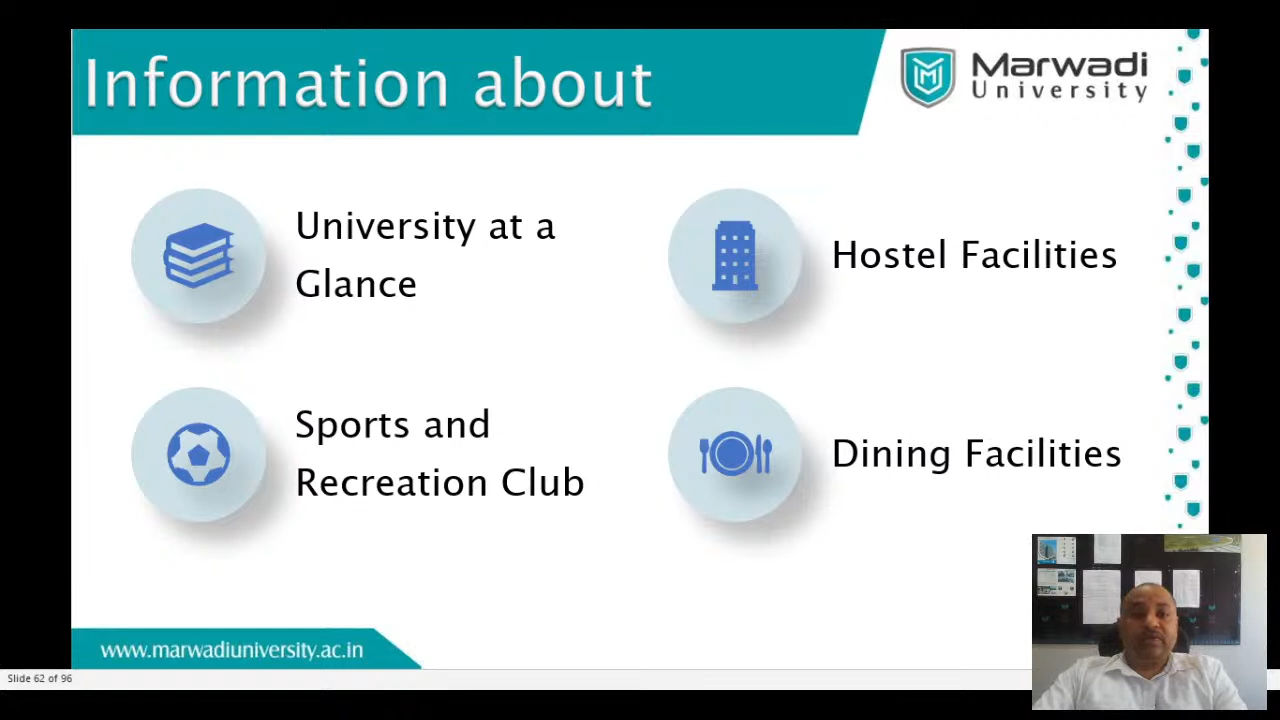 Information about
Marwadi
University
University at a
Glance
Hostel Facilities
Sports and
Recreation Club
Dining Facilities
www.marwadiuniversity.ac.in
Slide 62 of 96